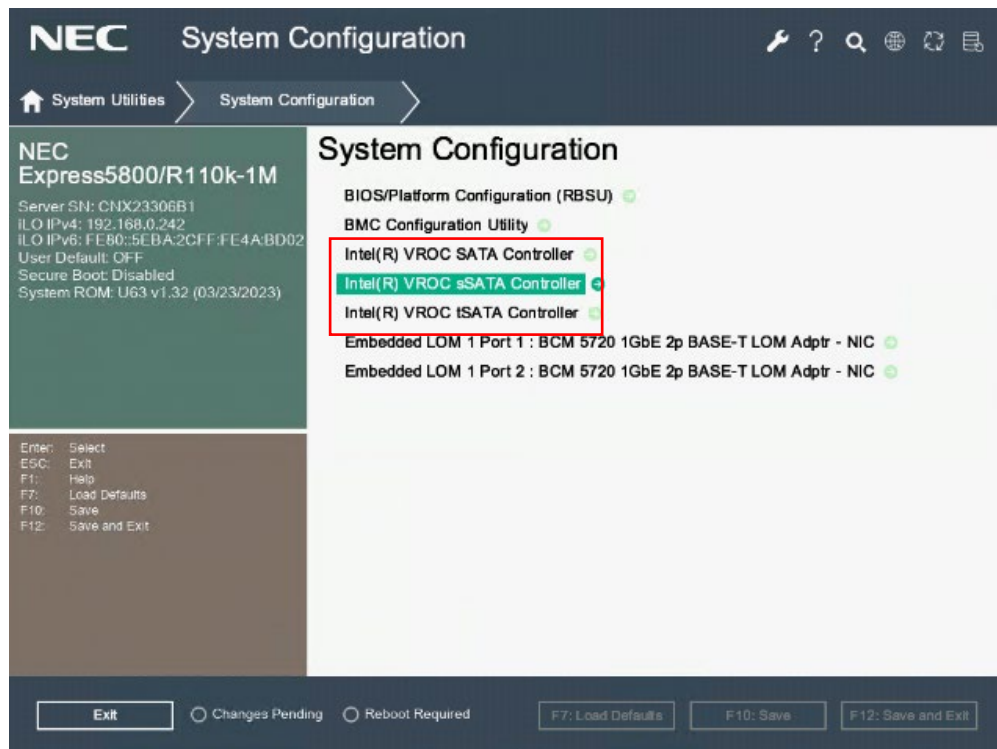 NEC System Configuration
System Utilities System Configuration
NEC
Express5800/R110k-1M
Server SN: CNX23306B1
iLO IPv4: 192.168.0.242
iLO IPv6: FE80::5EBA:2CFF:FE4A:BD02
User Default: OFF
Secure Boot: Disabled
System ROM: U63 v1.32 (03/23/2023)
Enter: Select
ESC: Exit
F1: Help
F7: Load Defaults
F10: Save
F12: Save and Exit
System Configuration
BIOS/Platform Configuration (RBSU)
BMC Configuration Utility
Intel(R) VROC SATA Controller
Intel(R) VROC sSATA Controller
Intel(R) VROC tSATA Controller
Embedded LOM 1 Port 1 : BCM 5720 1GbE 2p BASE-T LOM Adptr - NIC
Embedded LOM 1 Port 2 : BCM 5720 1GbE 2p BASE-T LOM Adptr - NIC
Exit Changes Pending Reboot Required F7: Load Defaults F10: Save F12: Save and Exit